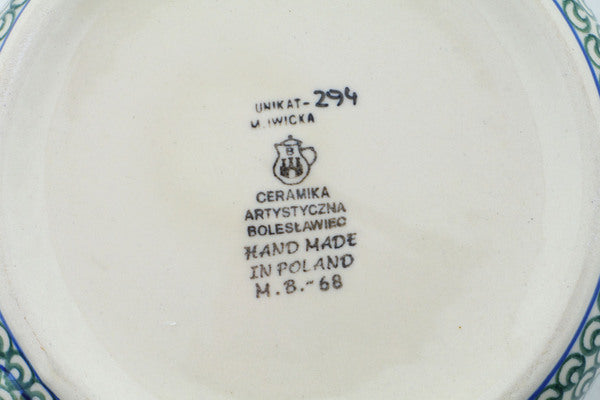 UNIKAT-294
M. IWICKA
B
CERAMIKA
ARTYSTYCZNA
BOLESŁAWIEC
HAND MADE
IN POLAND
M.B.-68